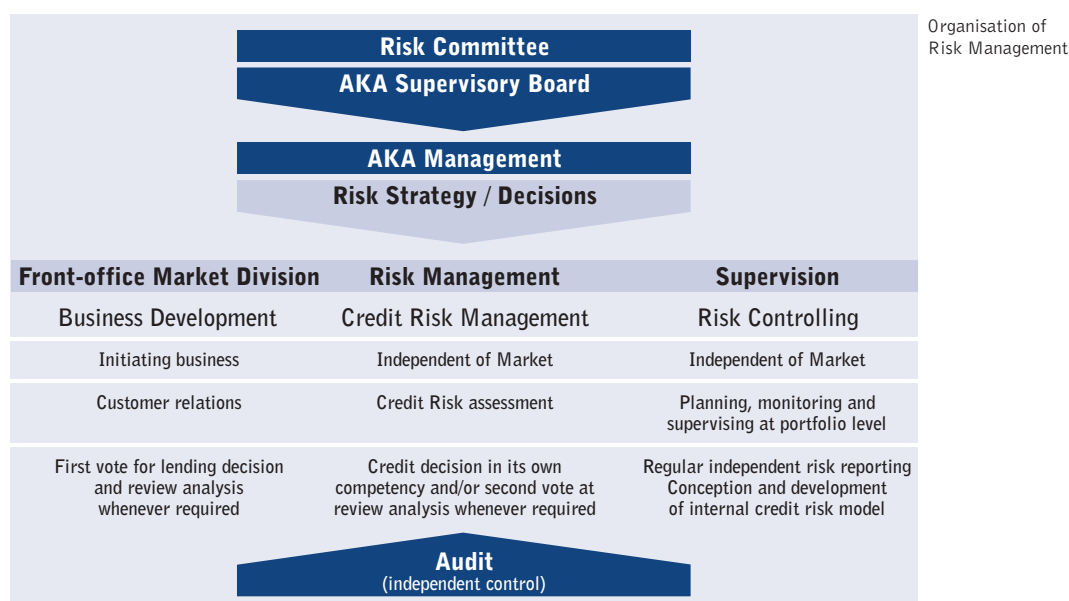 Organisation of
Risk Management
Risk Committee
AKA Supervisory Board
AKA Management
Risk Strategy / Decisions
Front-office Market Division
Risk Management
Supervision
Business Development
Credit Risk Management
Risk Controlling
Initiating business
Independent of Market
Independent of Market
Customer relations
Credit Risk assessment
Planning, monitoring and
supervising at portfolio level
First vote for lending decision
and review analysis
whenever required
Credit decision in its own
competency and/or second vote at
review analysis whenever required
Regular independent risk reporting
Conception and development
of internal credit risk model
Audit
(independent control)